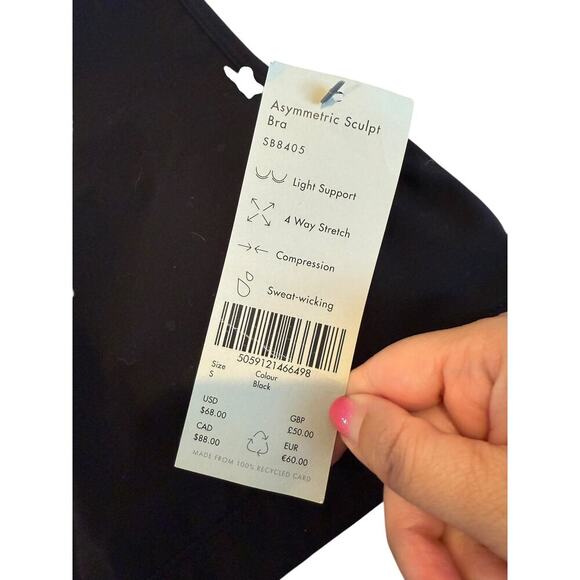 Asymmetric Sculpt
Bra
SB8405
Light Support
4 Way Stretch
Compression
Sweat-wicking
5059121466498
Size
S
Colour
Black
USD
$68.00
GBP
£50.00
CAD
$88.00
EUR
€60.00
MADE FROM 100% RECYCLED CARD